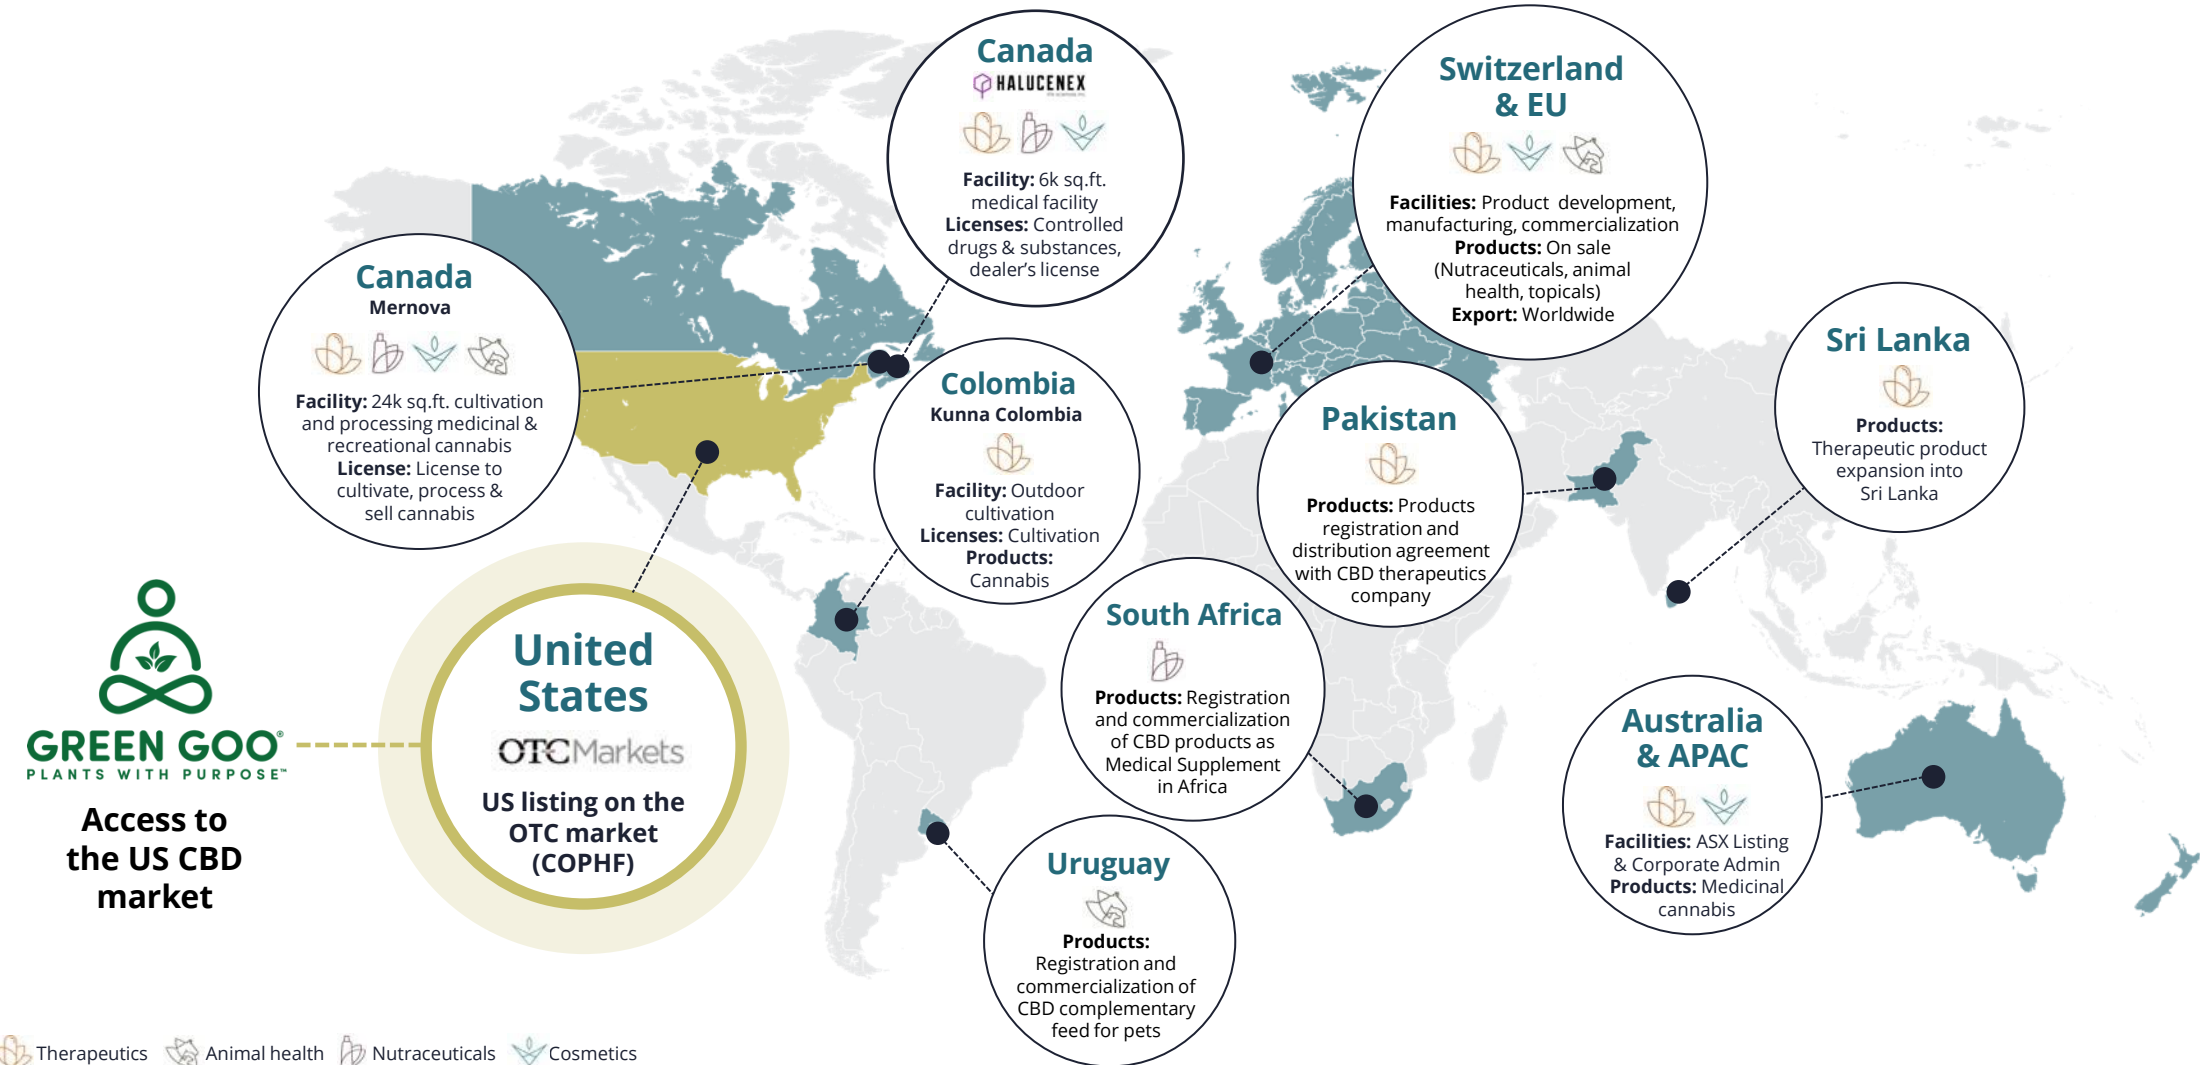 Canada
HALUCENEX
Facility: 6k sq.ft.
medical facility
Licenses: Controlled
drugs & substances,
dealer's license
Switzerland
& EU
Facilities: Product development,
manufacturing, commercialization
Products: On sale
(Nutraceuticals, animal
health, topicals)
Export: Worldwide
Canada
Mernova
Facility: 24k sq.ft. cultivation
and processing medicinal &
recreational cannabis
License: License to
cultivate, process &
sell cannabis
Colombia
Kunna Colombia
Facility: Outdoor
cultivation
Licenses: Cultivation
Products:
Cannabis
Pakistan
Products: Products
registration and
distribution agreement
with CBD therapeutics
company
Sri Lanka
Products:
Therapeutic product
expansion into
Sri Lanka
GREEN GOO®
PLANTS WITH PURPOSE™
Access to
the US CBD
market
United
States
OTC Markets
US listing on the
OTC market
(COPHF)
South Africa
Products: Registration
and commercialization
of CBD products as
Medical Supplement
in Africa
Australia
& APAC
Facilities: ASX Listing
& Corporate Admin
Products: Medicinal
cannabis
Uruguay
Products:
Registration and
commercialization of
CBD complementary
feed for pets
Therapeutics
Animal health
Nutraceuticals
Cosmetics